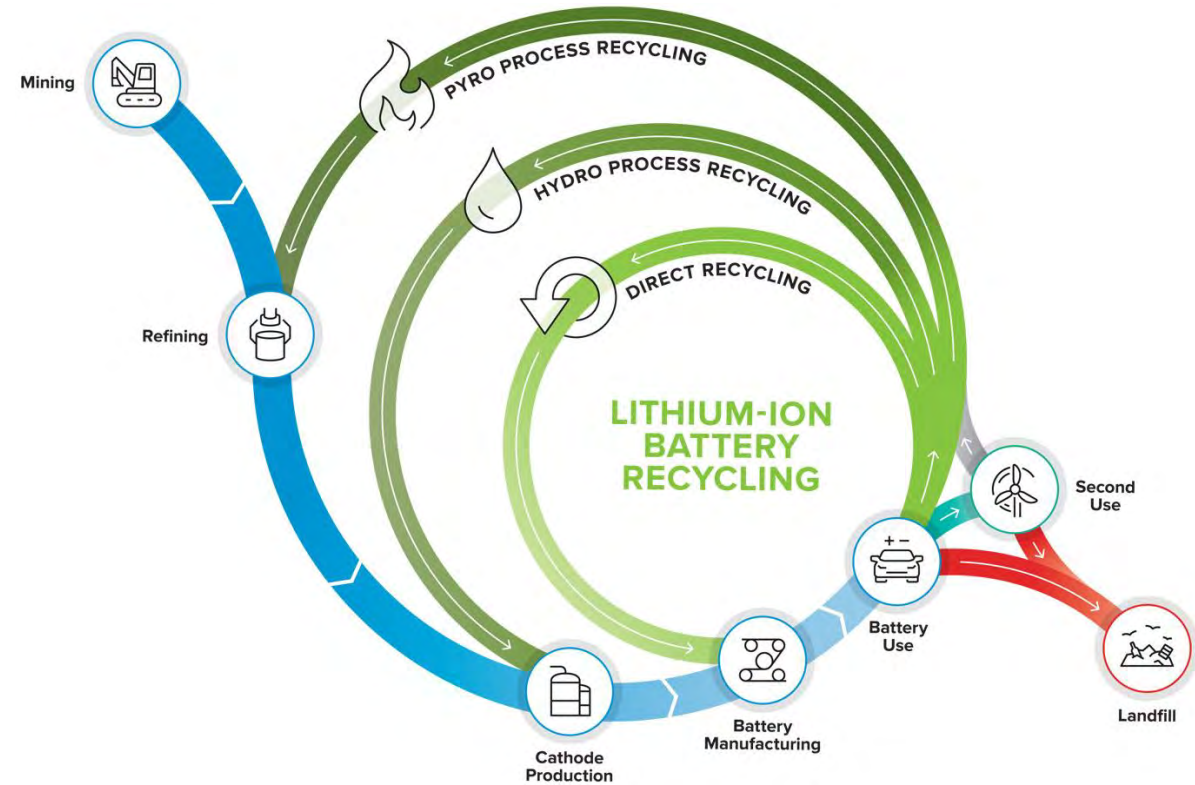 Mining
PYRO PROCESS RECYCLING
HYDRO PROCESS RECYCLING
DIRECT RECYCLING
Refining
LITHIUM-ION
BATTERY
RECYCLING
Second
Use
+ -
Battery
Use
Landfill
Battery
Manufacturing
Cathode
Production